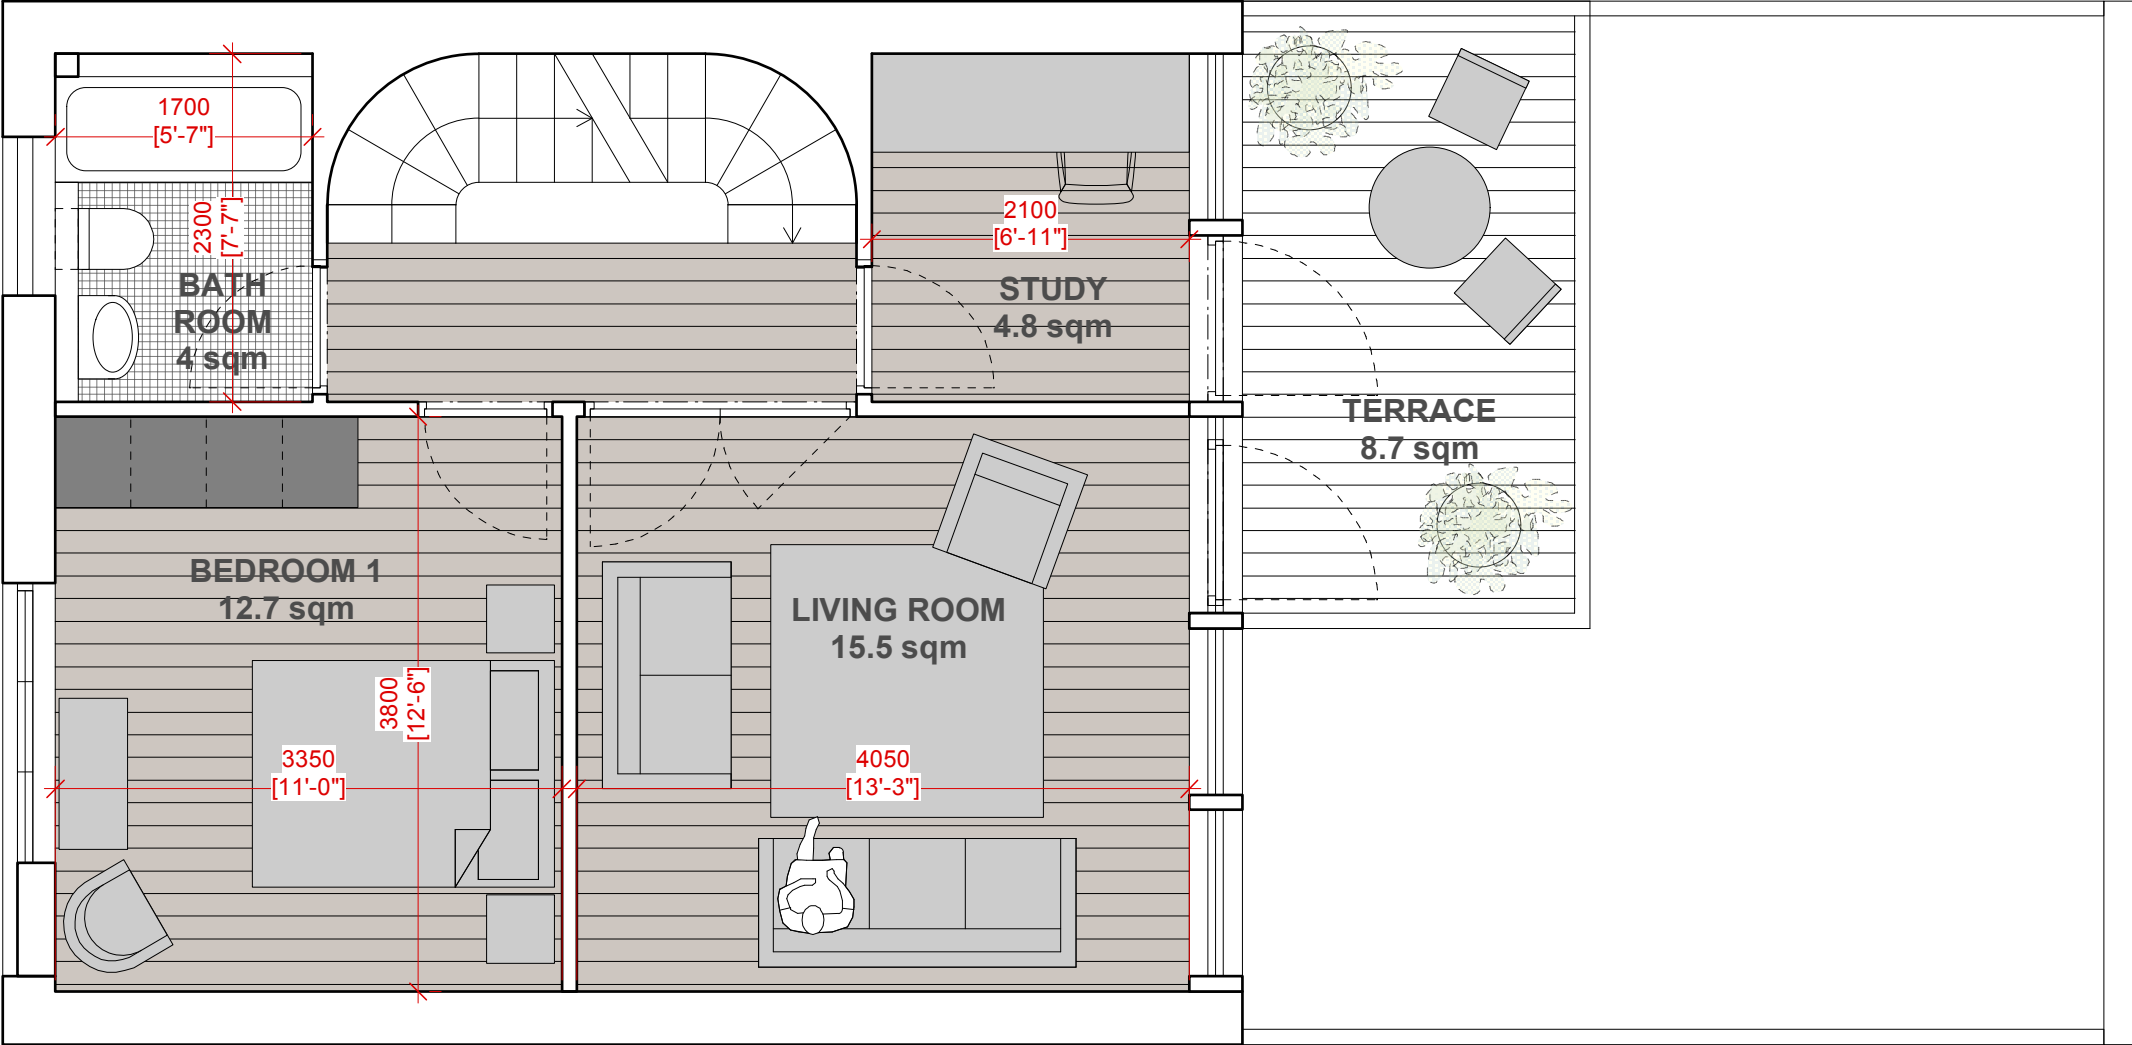 1700
[5'-7"]
2300
[7'-7"]
BATH
ROOM
4 sqm
2100
[6'-11"]
STUDY
4.8 sqm
TERRACE
8.7 sqm
BEDROOM 1
12.7 sqm
LIVING ROOM
15.5 sqm
3800
[12'-6"]
3350
[11'-0"]
4050
[13'-3"]